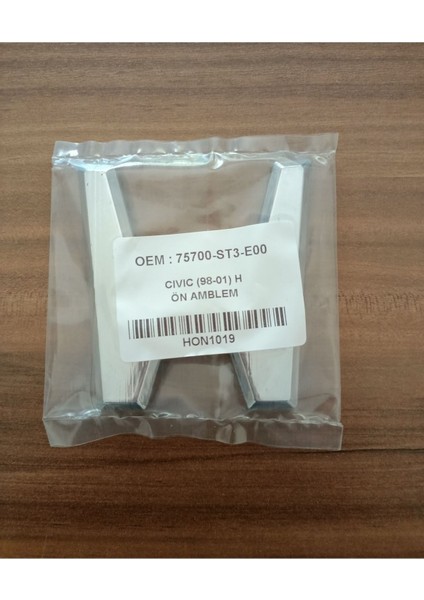 OEM : 75700-ST3-E00
CIVIC (98-01) H
ÖN AMBLEM
HON1019